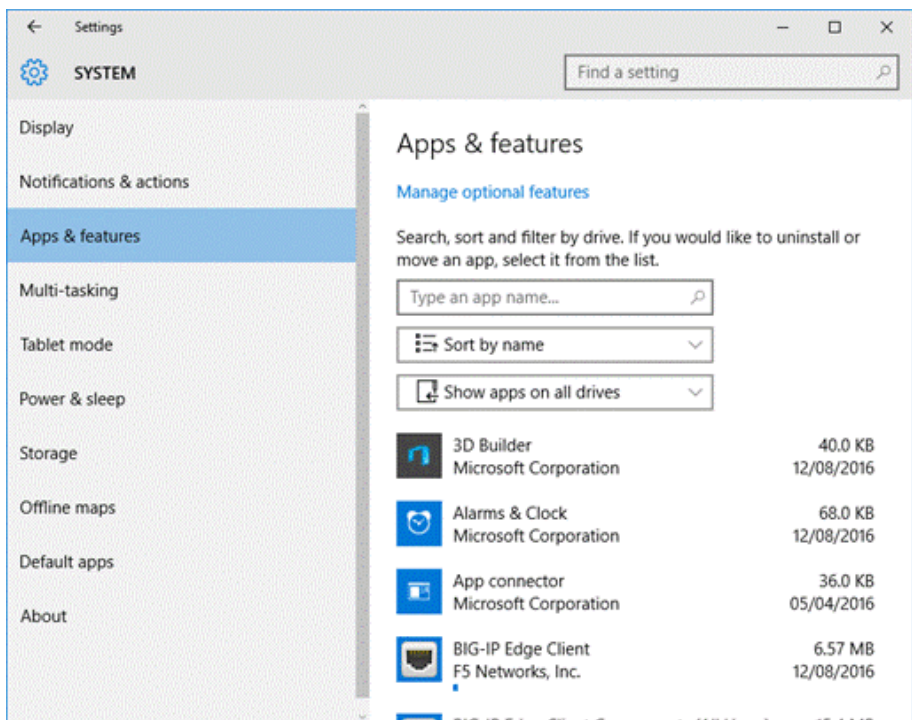 Settings
SYSTEM
Find a setting
Display
Notifications & actions
Apps & features
Multi-tasking
Tablet mode
Power & sleep
Storage
Offline maps
Default apps
About
Apps & features
Manage optional features
Search, sort and filter by drive. If you would like to uninstall or
move an app, select it from the list.
Type an app name...
Sort by name
Show apps on all drives
3D Builder 40.0 KB
Microsoft Corporation 12/08/2016
Alarms & Clock 68.0 KB
Microsoft Corporation 12/08/2016
App connector 36.0 KB
Microsoft Corporation 05/04/2016
BIG-IP Edge Client 6.57 MB
F5 Networks, Inc. 12/08/2016